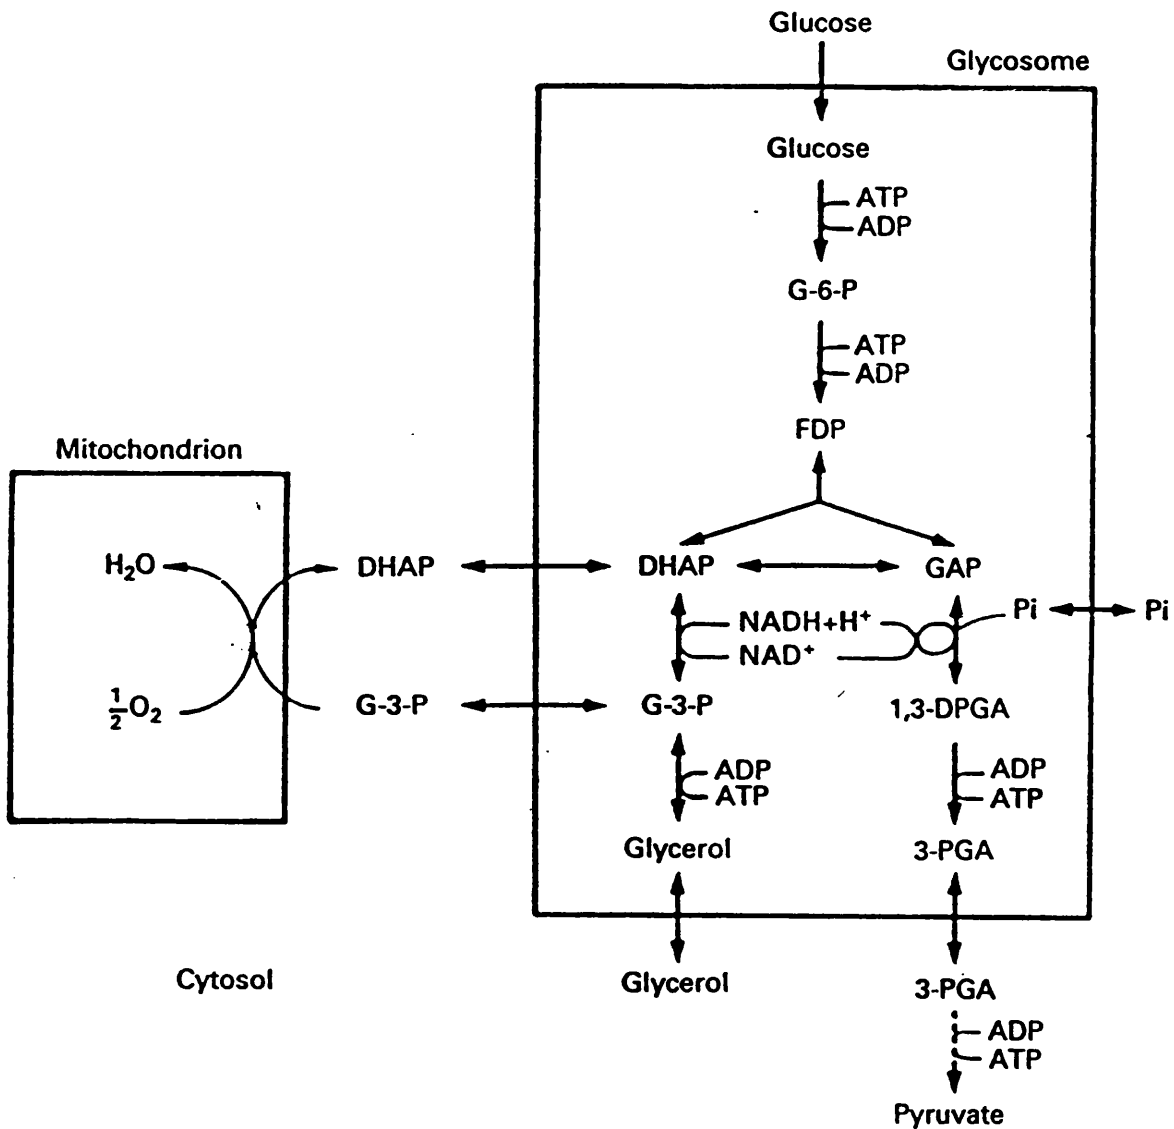 Glucose
Glycosome
Glucose
ATP
ADP
G-6-P
ATP
ADP
FDP
Mitochondrion
H₂O
DHAP
DHAP
GAP
Pi
Pi
NADH+H⁺
NAD⁺
½O₂
G-3-P
G-3-P
1,3-DPGA
ADP
ATP
ADP
ATP
Glycerol
3-PGA
Cytosol
Glycerol
3-PGA
ADP
ATP
Pyruvate